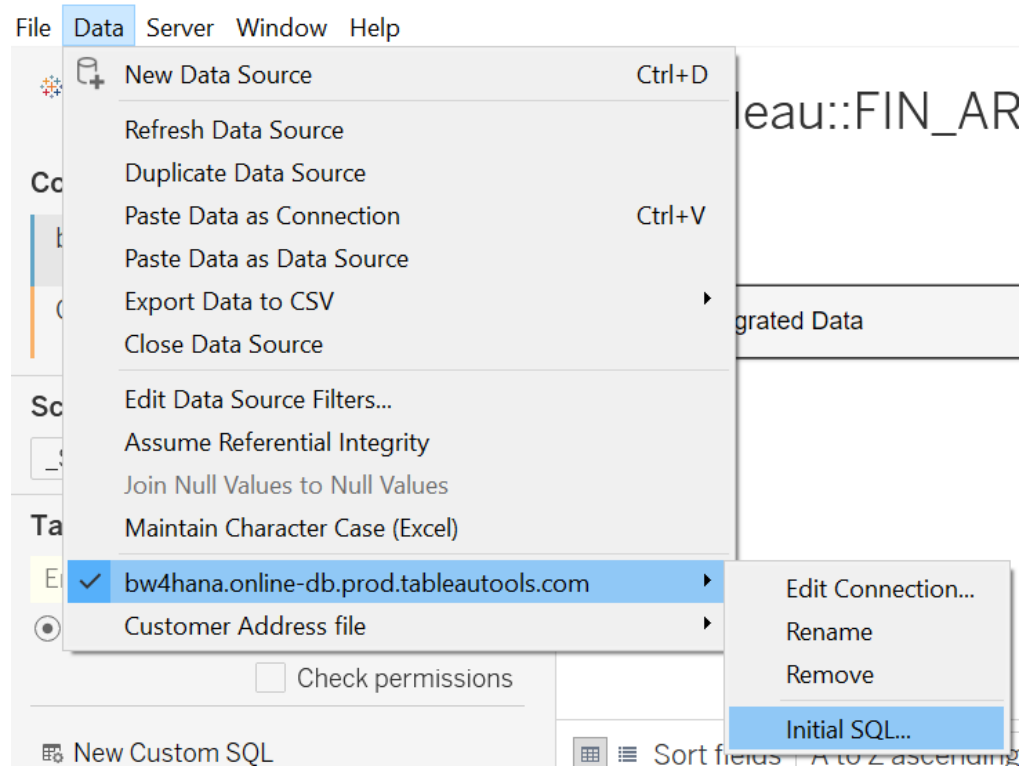 File Data Server Window Help
New Data Source Ctrl+D
leau::FIN_AR
Refresh Data Source
Duplicate Data Source
Co
Paste Data as Connection Ctrl+V
Paste Data as Data Source
Export Data to CSV
grated Data
Close Data Source
Edit Data Source Filters...
Sc
Assume Referential Integrity
Join Null Values to Null Values
Ta
Maintain Character Case (Excel)
bw4hana.online-db.prod.tableautools.com
Edit Connection...
Customer Address file
Rename
Check permissions
Remove
Initial SQL...
New Custom SQL
Sort fields A to Z ascending